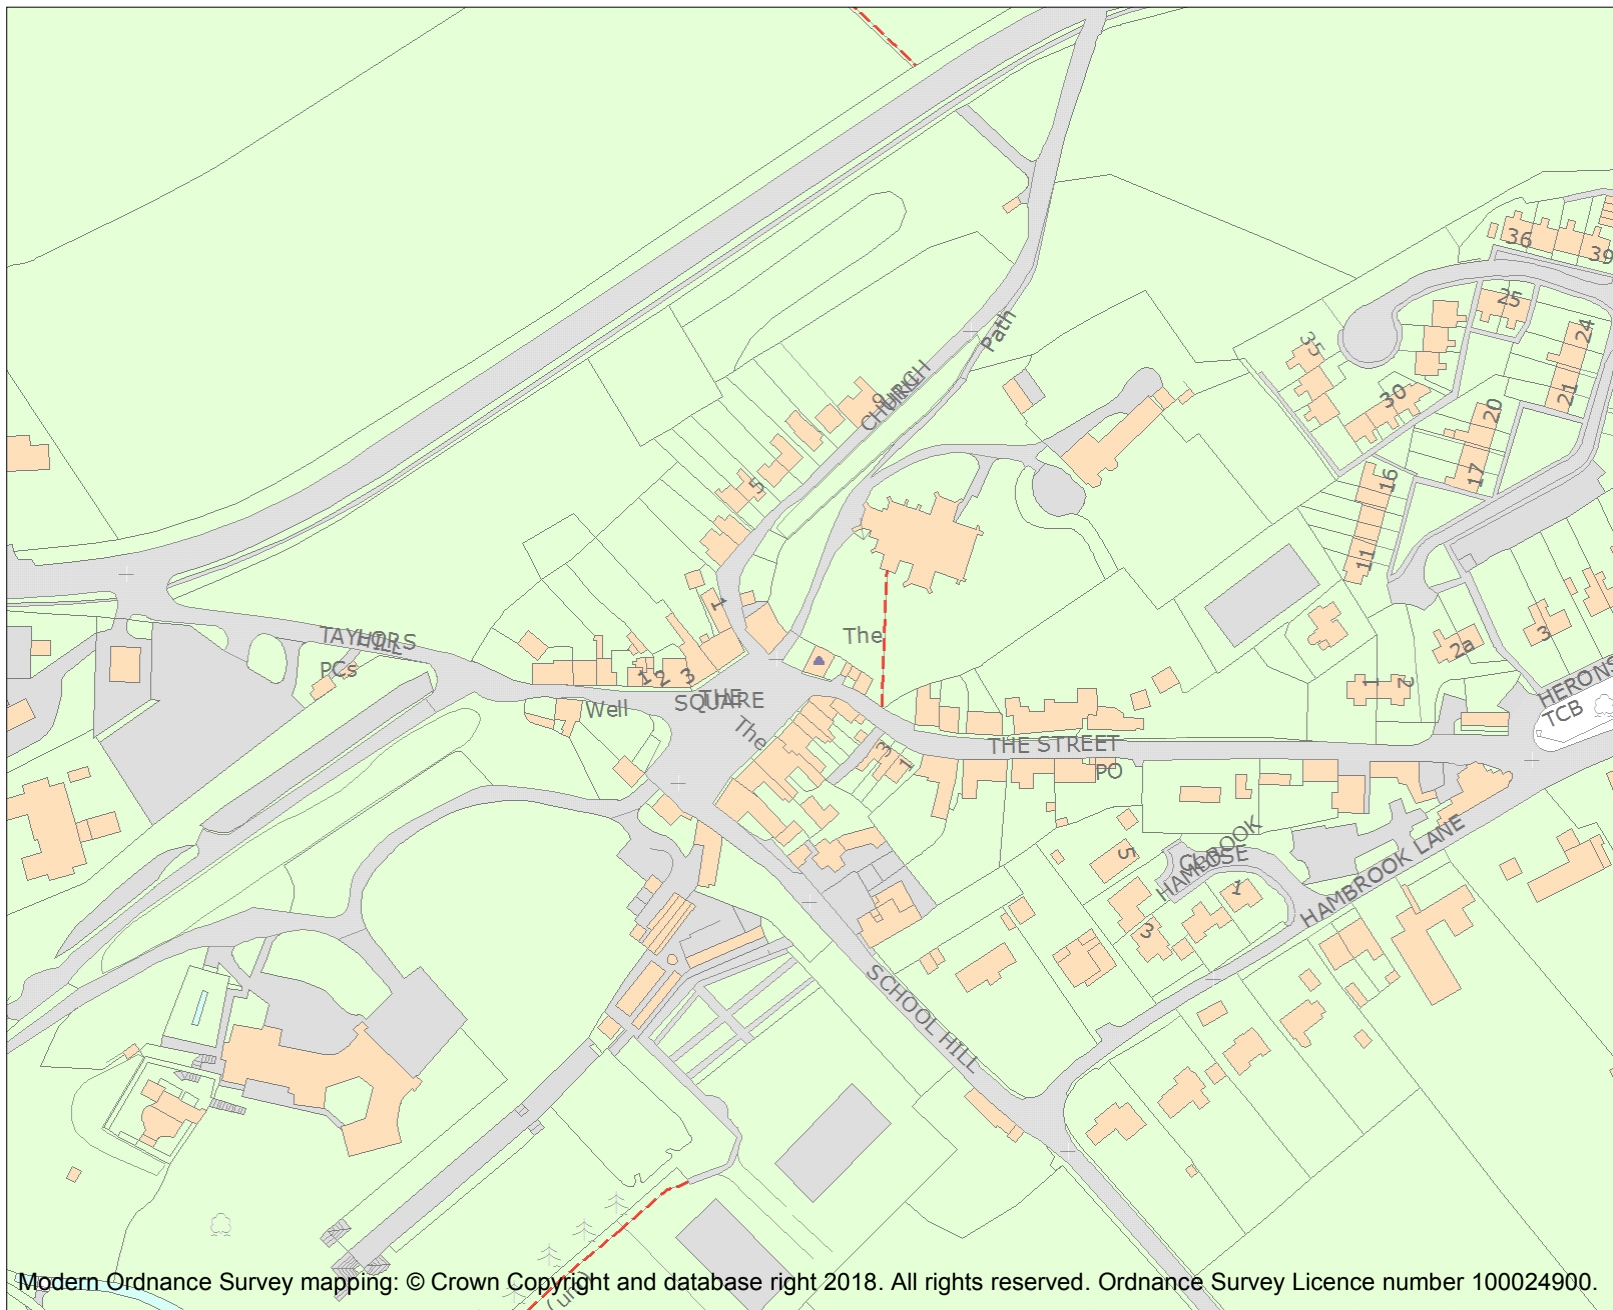 36
39
25
24
35
Path
21
30
20
9
CHURCH
HILL
17
16
5
11
1
3
The
TAYLORS
HILL
2a
PCs
1 2 3
1
2
HERONS
THE
SQUARE
Well
TCB
The
THE STREET
3
1
PO
HAMBROOK
CLOSE
5
HAMBROOK LANE
1
3
SCHOOL HILL
(um)
Modern Ordnance Survey mapping: © Crown Copyright and database right 2018. All rights reserved. Ordnance Survey Licence number 100024900.